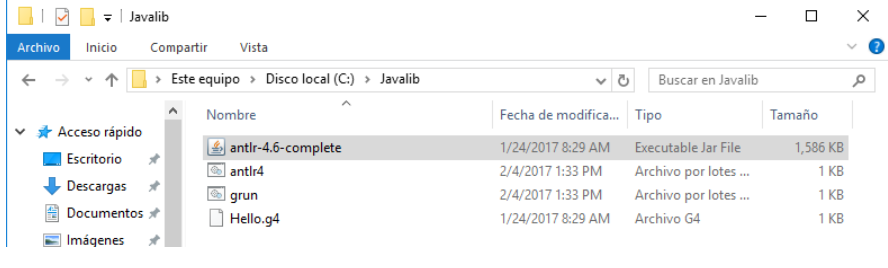 Javalib
Archivo Inicio Compartir Vista
Este equipo > Disco local (C:) > Javalib Buscar en Javalib
Nombre Fecha de modifica... Tipo Tamaño
Acceso rápido
Escritorio
Descargas
Documentos
Imágenes
antlr-4.6-complete 1/24/2017 8:29 AM Executable Jar File 1,586 KB
antlr4 2/4/2017 1:33 PM Archivo por lotes ... 1 KB
grun 2/4/2017 1:33 PM Archivo por lotes ... 1 KB
Hello.g4 1/24/2017 8:29 AM Archivo G4 1 KB